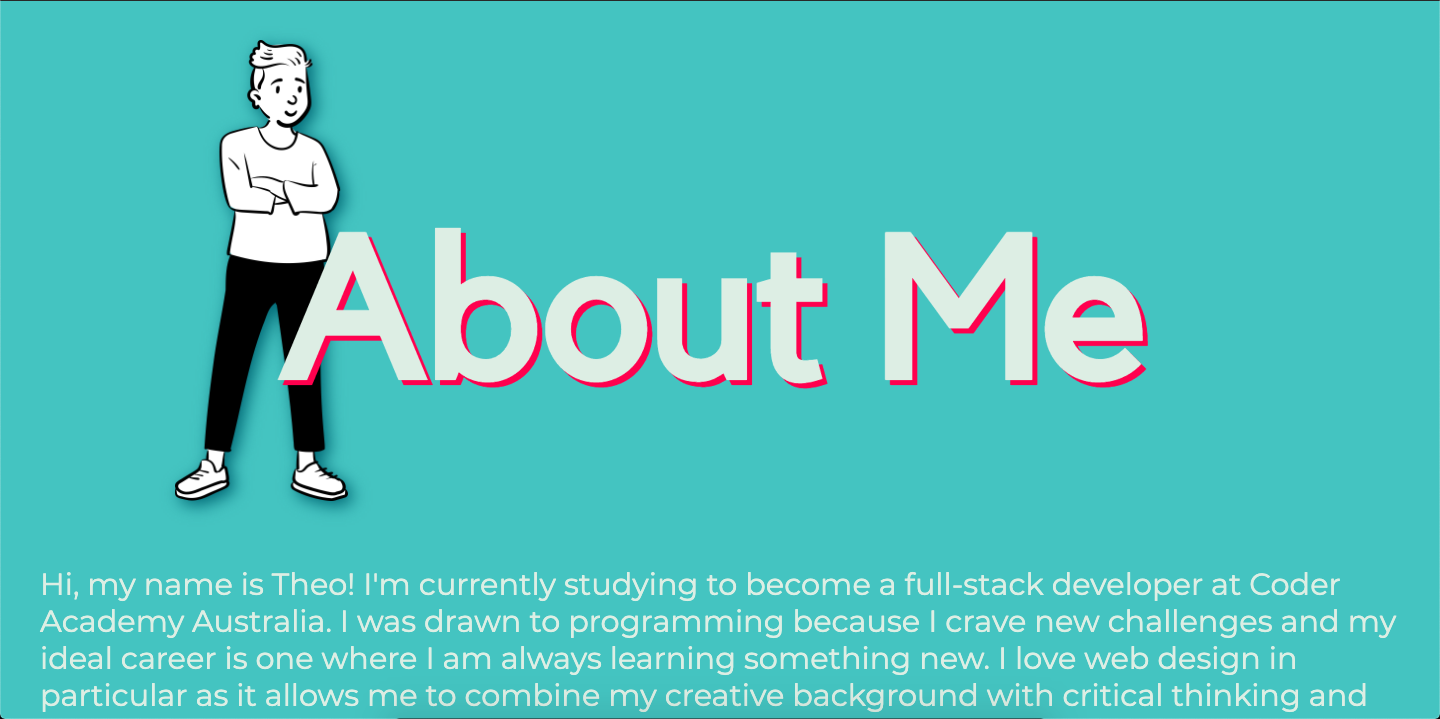 About Me
Hi, my name is Theo! I'm currently studying to become a full-stack developer at Coder
Academy Australia. I was drawn to programming because I crave new challenges and my
ideal career is one where I am always learning something new. I love web design in
particular as it allows me to combine my creative background with critical thinking and